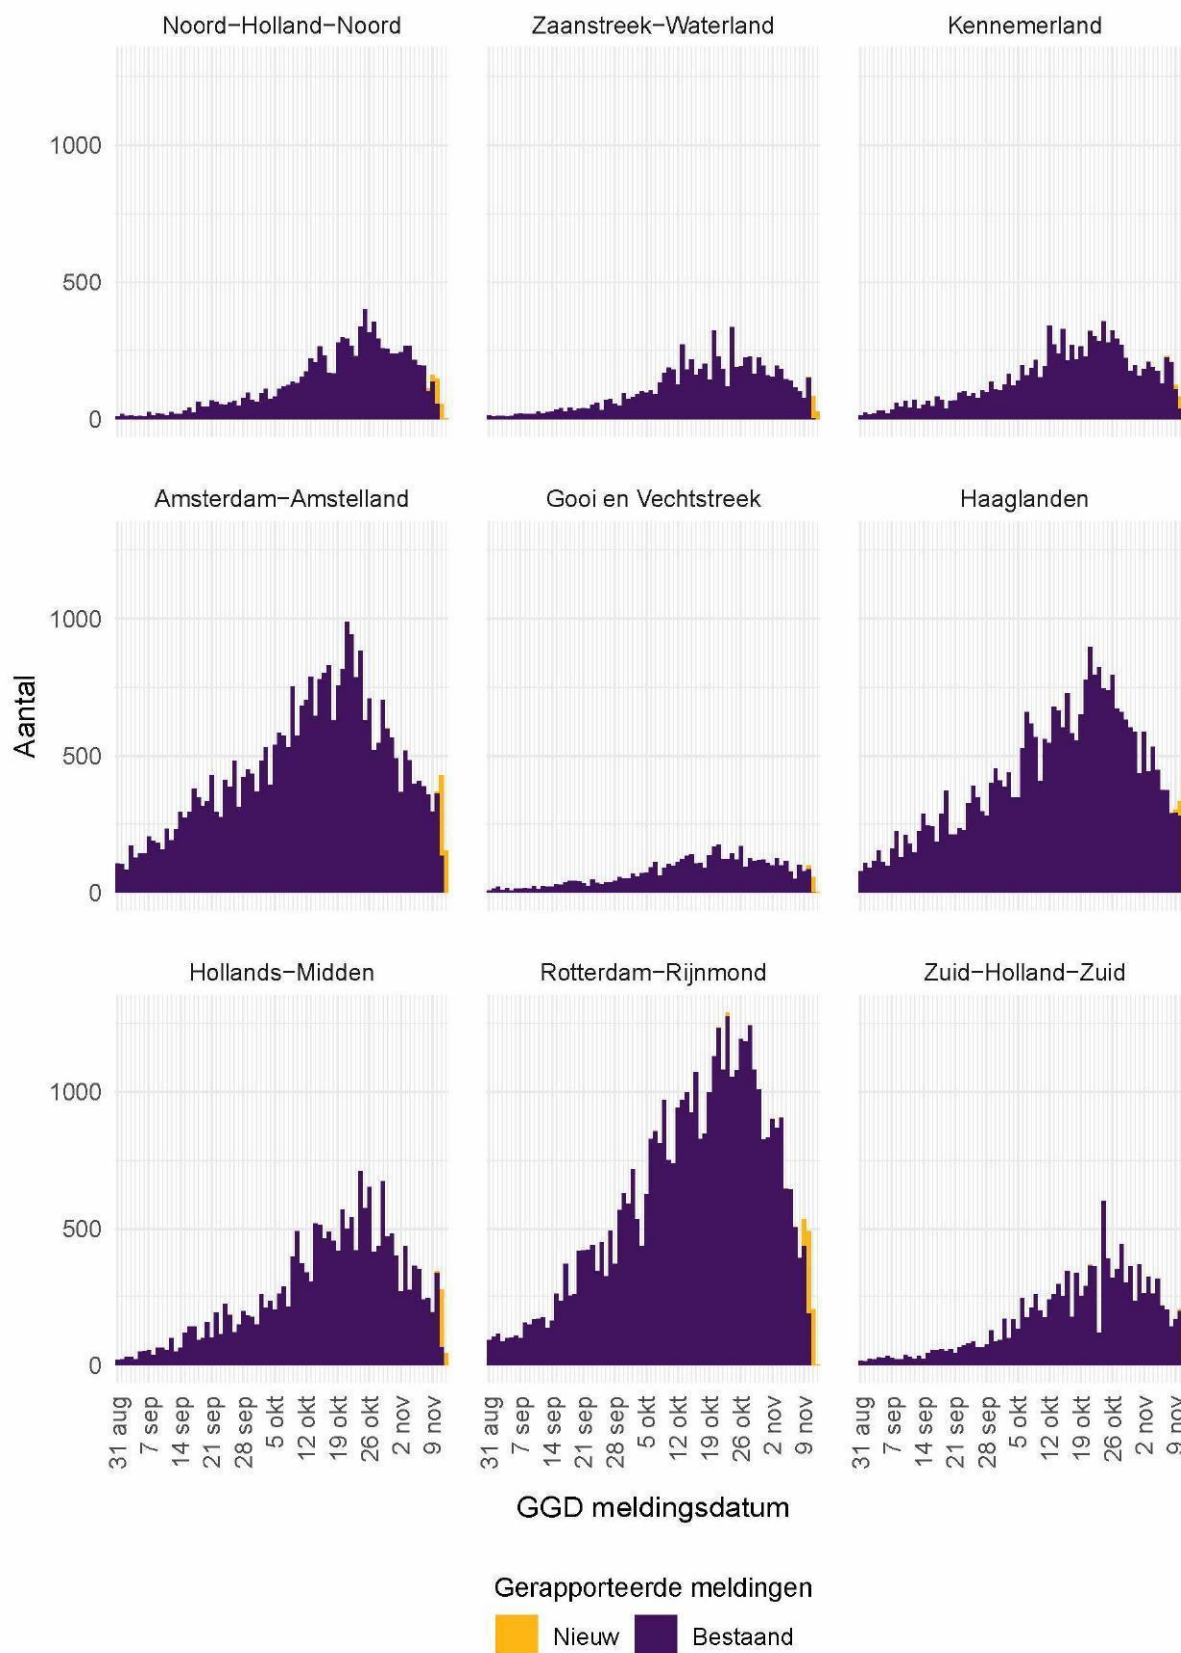 Noord−Holland−Noord Zaanstreek−Waterland Kennemerland
1000
500
0
Amsterdam−Amstelland Gooi en Vechtstreek Haaglanden
1000
500
0
Aantal
Hollands−Midden Rotterdam−Rijnmond Zuid−Holland−Zuid
1000
500
0
31 aug 7 sep 14 sep 21 sep 28 sep 5 okt 12 okt 19 okt 26 okt 2 nov 9 nov 31 aug 7 sep 14 sep 21 sep 28 sep 5 okt 12 okt 19 okt 26 okt 2 nov 9 nov 31 aug 7 sep 14 sep 21 sep 28 sep 5 okt 12 okt 19 okt 26 okt 2 nov 9 nov
GGD meldingsdatum
Gerapporteerde meldingen
Nieuw Bestaand